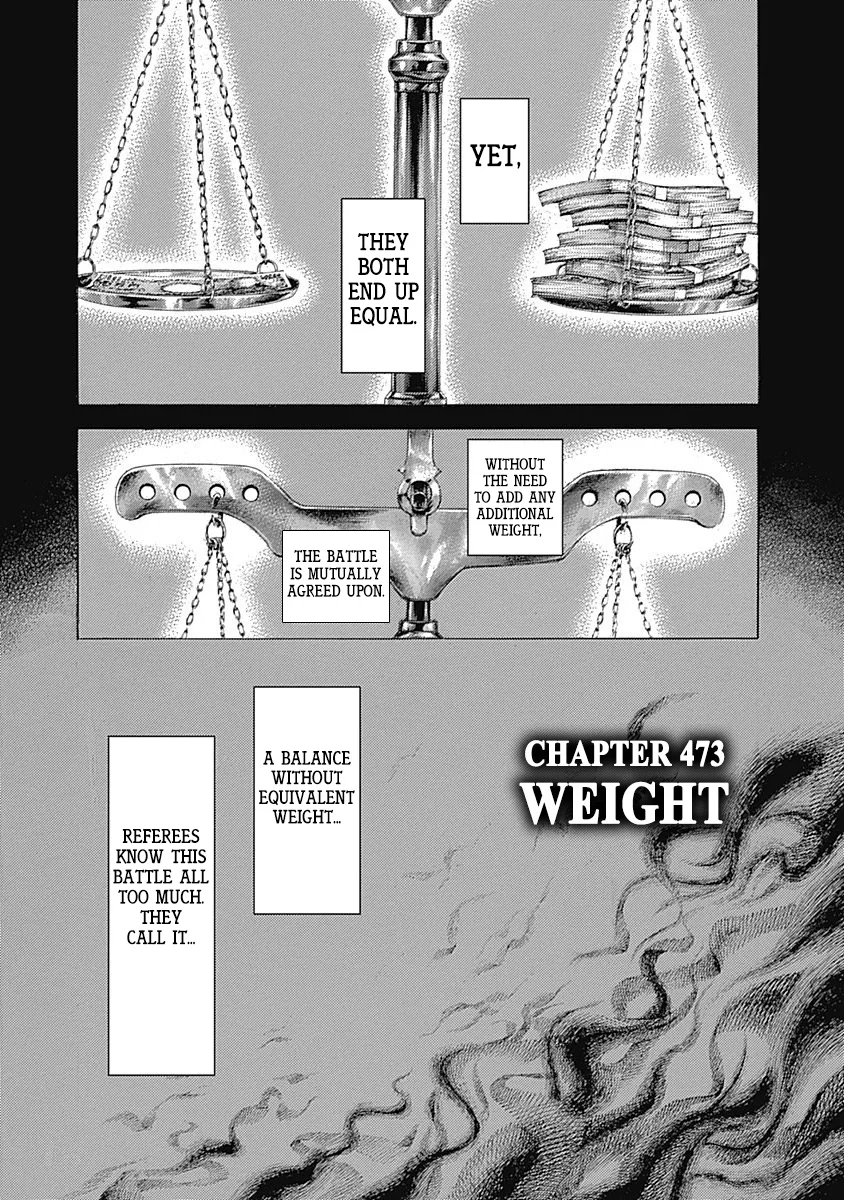 YET,
THEY
BOTH
END UP
EQUAL.
WITHOUT
THE NEED
TO ADD ANY
ADDITIONAL
WEIGHT,
THE BATTLE
IS MUTUALLY
AGREED UPON.
CHAPTER 473
WEIGHT
A BALANCE
WITHOUT
EQUIVALENT
WEIGHT...
REFEREES
KNOW THIS
BATTLE ALL
TOO MUCH.
THEY
CALL IT...